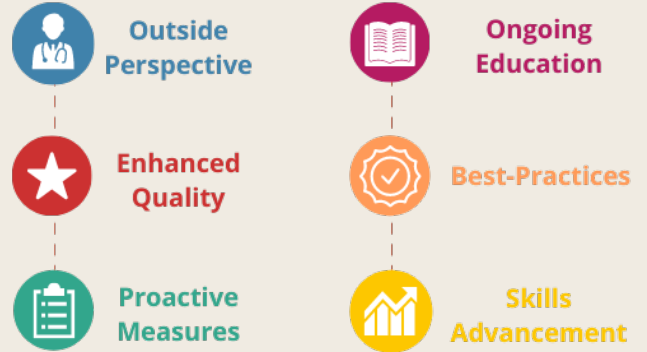 Outside
Perspective
Enhanced
Quality
Proactive
Measures
Ongoing
Education
Best-Practices
Skills
Advancement